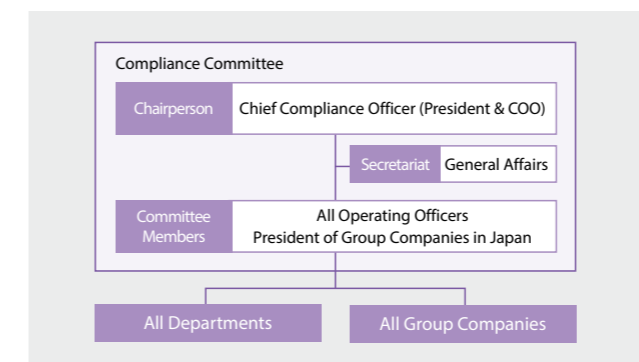 Compliance Committee
Chairperson
Chief Compliance Officer (President & COO)
Secretariat
General Affairs
Committee
Members
All Operating Officers
President of Group Companies in Japan
All Departments
All Group Companies